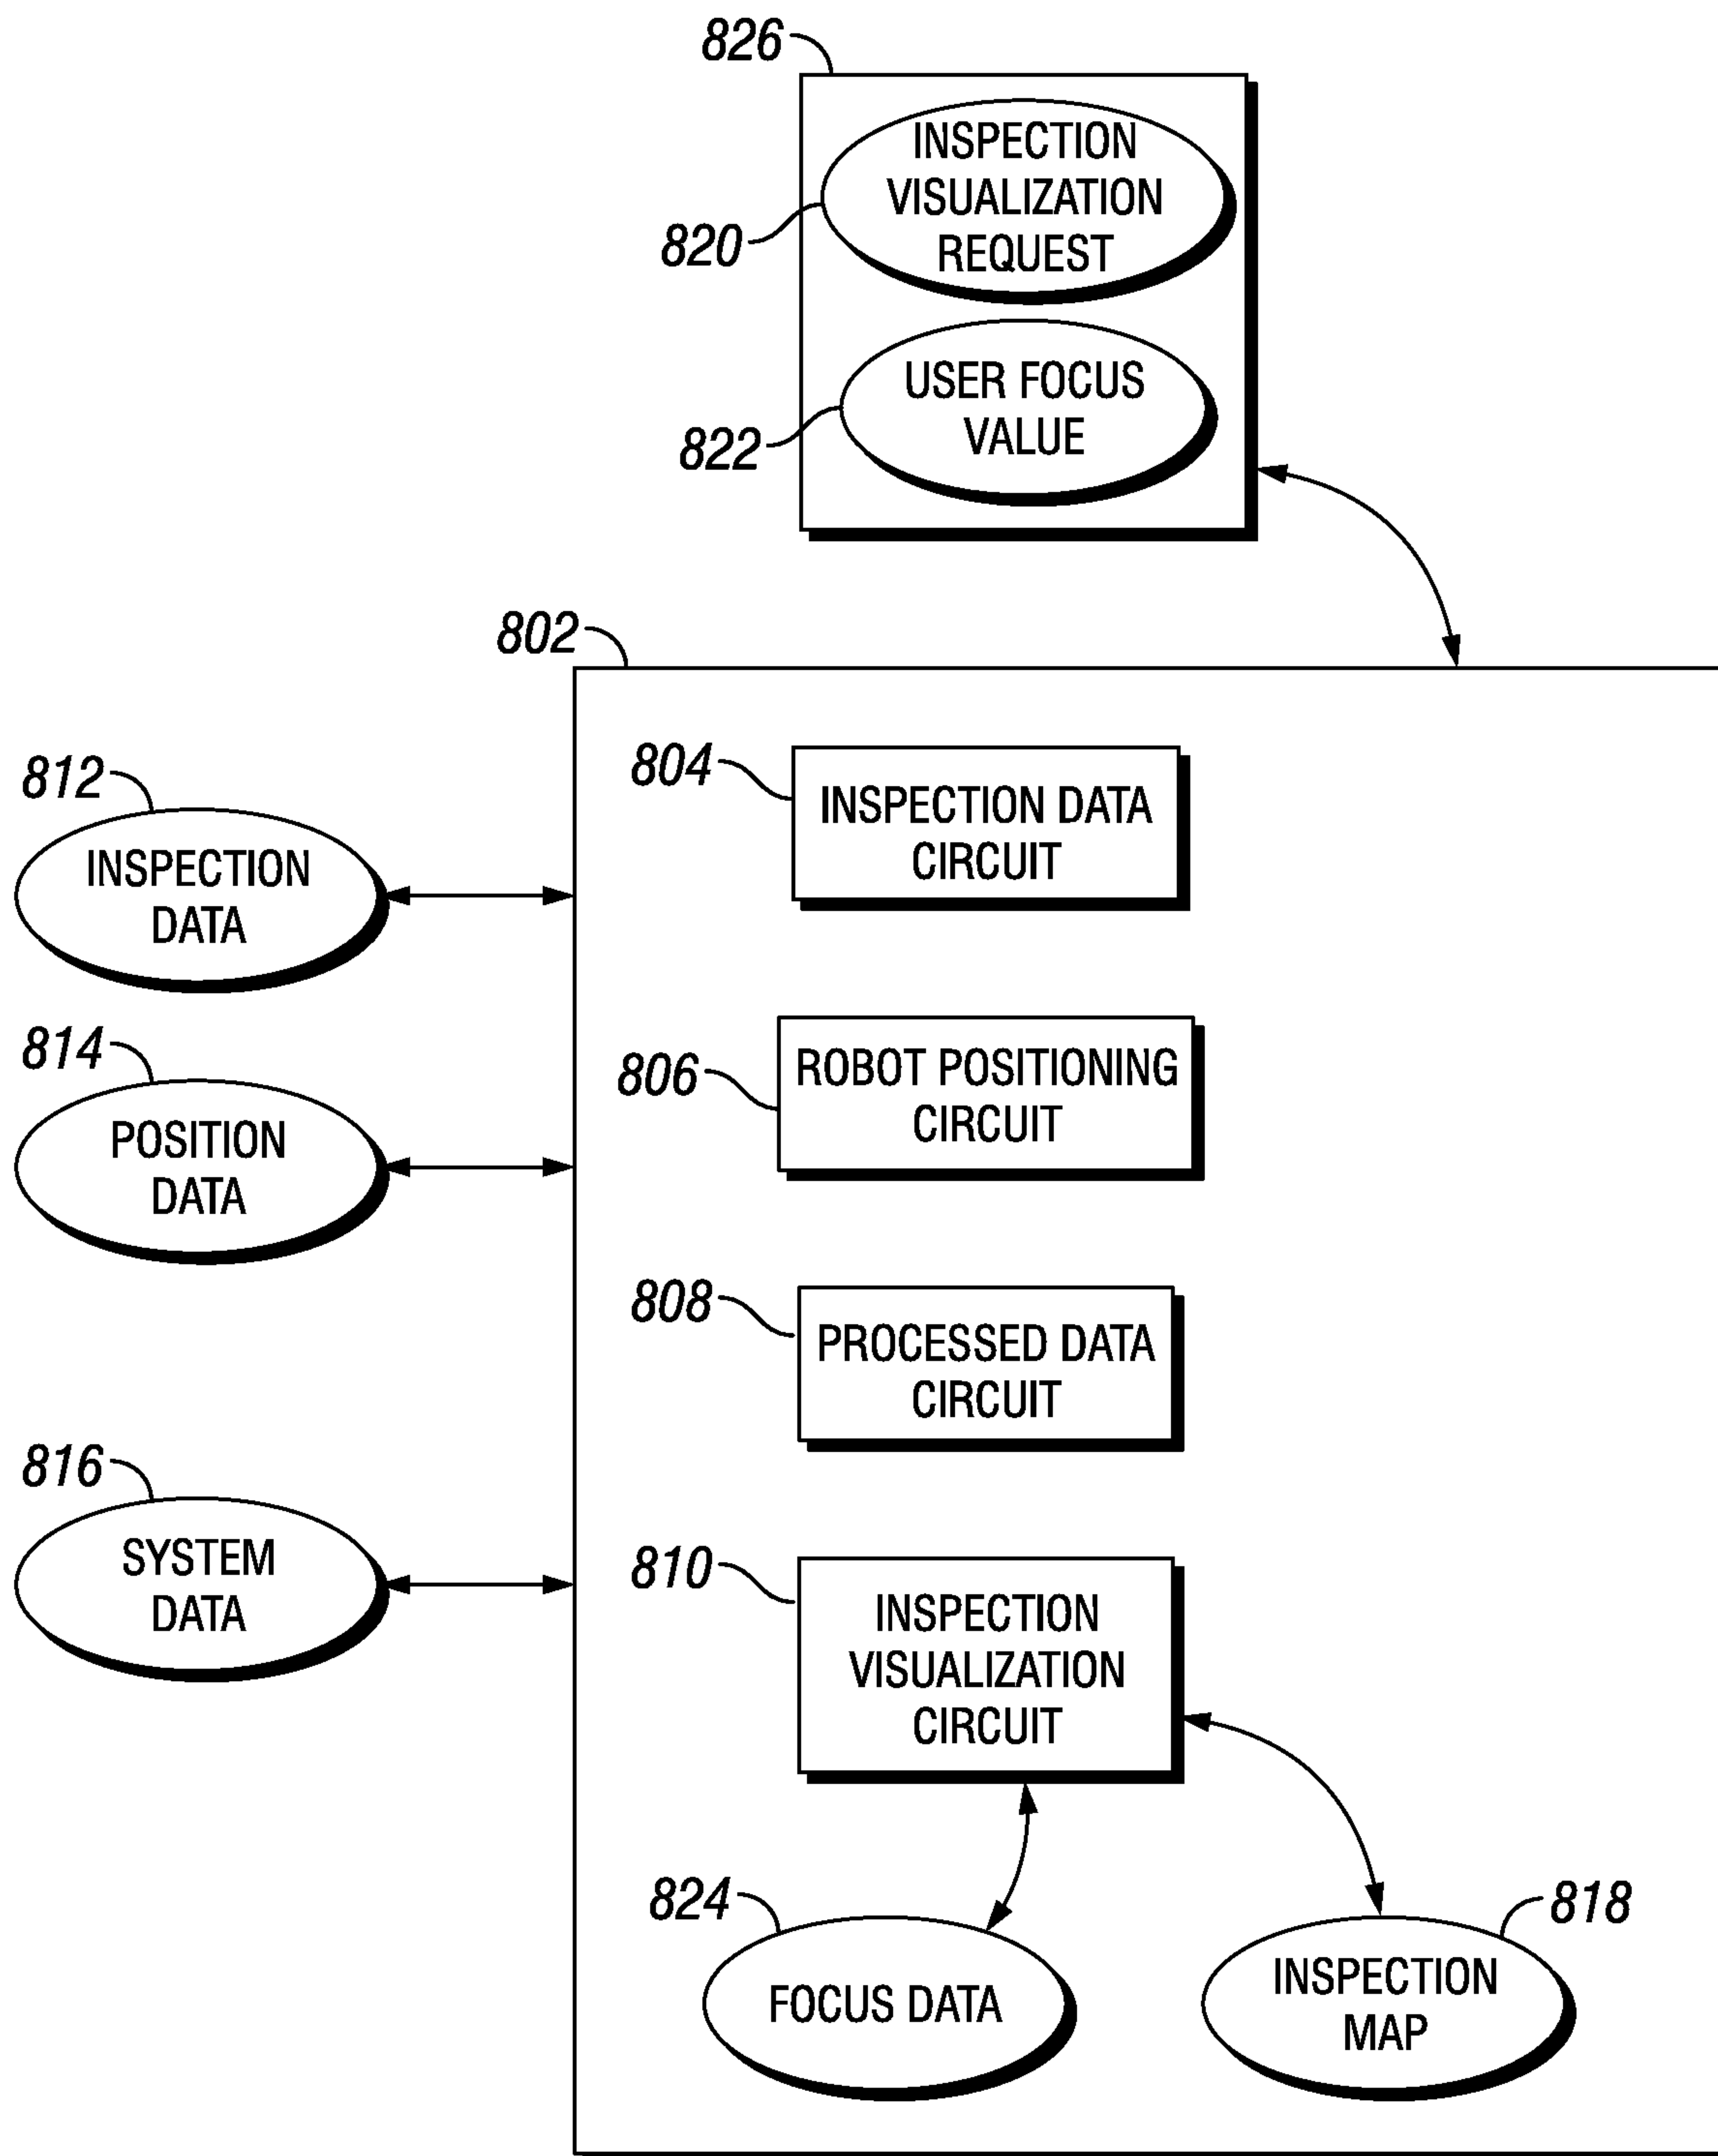 826
INSPECTION
VISUALIZATION
REQUEST
820
USER FOCUS
VALUE
822
802
812
INSPECTION
DATA
804
INSPECTION DATA
CIRCUIT
814
POSITION
DATA
806
ROBOT POSITIONING
CIRCUIT
808
PROCESSED DATA
CIRCUIT
816
SYSTEM
DATA
810
INSPECTION
VISUALIZATION
CIRCUIT
824
FOCUS DATA
818
INSPECTION
MAP